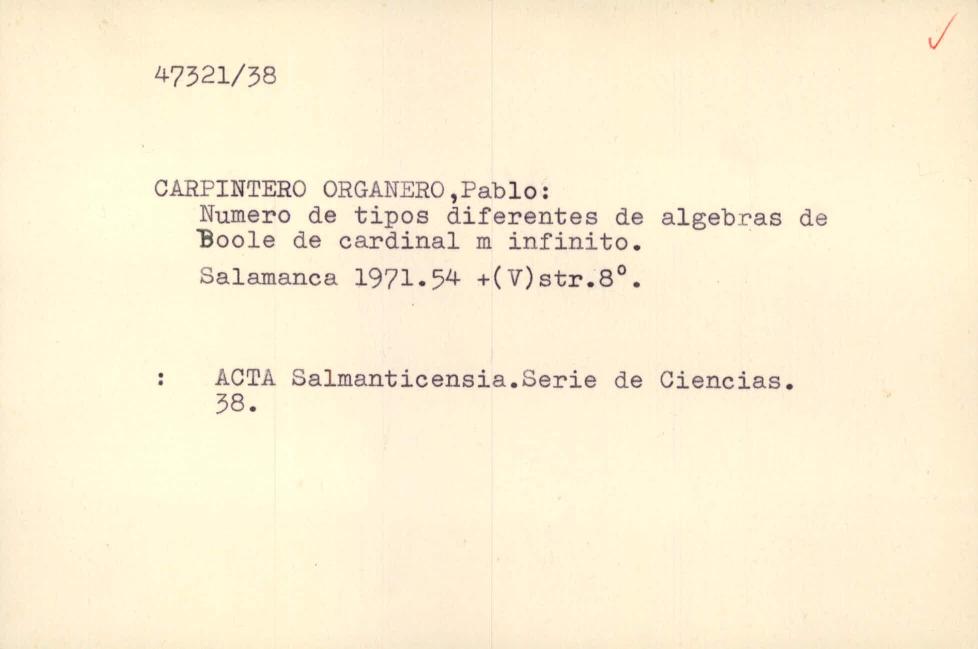 47321/38
CARPINTERO ORGANERO,Pablo:
Numero de tipos diferentes de algebras de
Boole de cardinal m infinito.
Salamanca 1971.54 +(V)str.8°.
: ACTA Salmanticensia.Serie de Ciencias.
38.